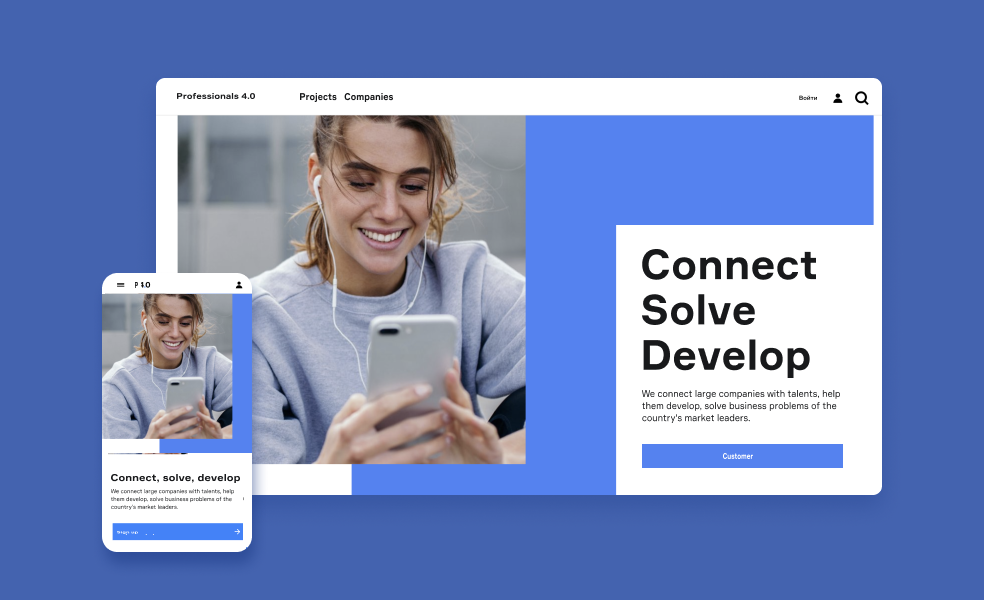 Professionals 4.0
Projects Companies
Войти
Connect
Solve
Develop
We connect large companies with talents, help
them develop, solve business problems of the
country's market leaders.
Customer
P 4.0
Connect, solve, develop
We connect large companies with talents, help
them develop, solve business problems of the
country's market leaders.